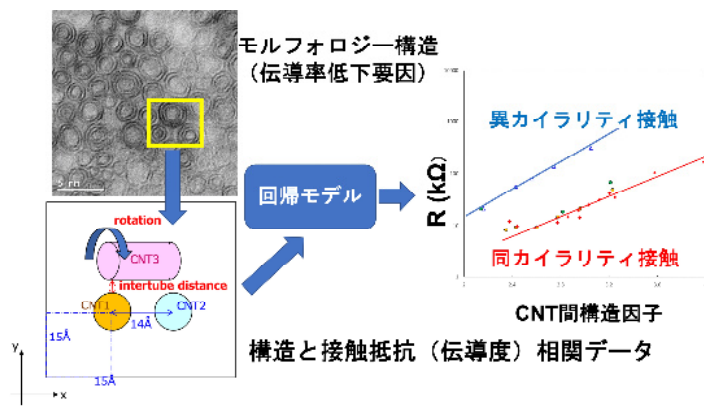 モルフォロジー構造
（伝導率低下要因）
5 nm
回帰モデル
rotation
CNT3
intertube distance
CNT1
CNT2
14Å
15Å
15Å
y
x
R (kΩ)
異カイラリティ接触
同カイラリティ接触
CNT間構造因子
構造と接触抵抗（伝導度）相関データ